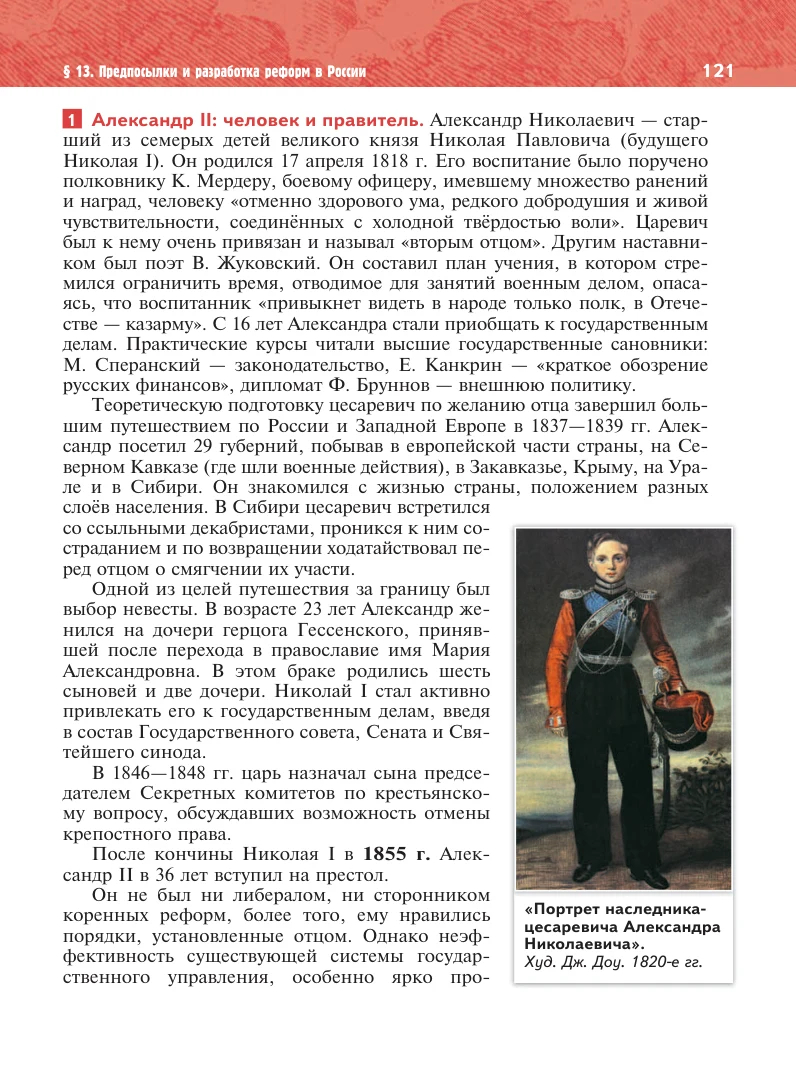 § 13. Предпосылки и разработка реформ в России
121
1 Александр II: человек и правитель. Александр Николаевич — стар-
ший из семерых детей великого князя Николая Павловича (будущего
Николая I). Он родился 17 апреля 1818 г. Его воспитание было поручено
полковнику К. Мердеру, боевому офицеру, имевшему множество ранений
и наград, человеку «отменно здорового ума, редкого добродушия и живой
чувствительности, соединённых с холодной твёрдостью воли». Царевич
был к нему очень привязан и называл «вторым отцом». Другим наставни-
ком был поэт В. Жуковский. Он составил план учения, в котором стре-
мился ограничить время, отводимое для занятий военным делом, опаса-
ясь, что воспитанник «привыкнет видеть в народе только полк, в Отече-
стве — казарму». С 16 лет Александра стали приобщать к государственным
делам. Практические курсы читали высшие государственные сановники:
М. Сперанский — законодательство, Е. Канкрин — «краткое обозрение
русских финансов», дипломат Ф. Бруннов — внешнюю политику.
Теоретическую подготовку цесаревич по желанию отца завершил боль-
шим путешествием по России и Западной Европе в 1837—1839 гг. Алек-
сандр посетил 29 губерний, побывав в европейской части страны, на Се-
верном Кавказе (где шли военные действия), в Закавказье, Крыму, на Ура-
ле и в Сибири. Он знакомился с жизнью страны, положением разных
слоёв населения. В Сибири цесаревич встретился
со ссыльными декабристами, проникся к ним со-
страданием и по возвращении ходатайствовал пе-
ред отцом о смягчении их участи.
Одной из целей путешествия за границу был
выбор невесты. В возрасте 23 лет Александр же-
нился на дочери герцога Гессенского, приняв-
шей после перехода в православие имя Мария
Александровна. В этом браке родились шесть
сыновей и две дочери. Николай I стал активно
привлекать его к государственным делам, введя
в состав Государственного совета, Сената и Свя-
тейшего синода.
В 1846—1848 гг. царь назначал сына предсе-
дателем Секретных комитетов по крестьянско-
му вопросу, обсуждавших возможность отмены
крепостного права.
После кончины Николая I в 1855 г. Алек-
сандр II в 36 лет вступил на престол.
Он не был ни либералом, ни сторонником
коренных реформ, более того, ему нравились
порядки, установленные отцом. Однако неэф-
фективность существующей системы государ-
ственного управления, особенно ярко про-
«Портрет наследника-
цесаревича Александра
Николаевича».
Худ. Дж. Доу. 1820-е гг.